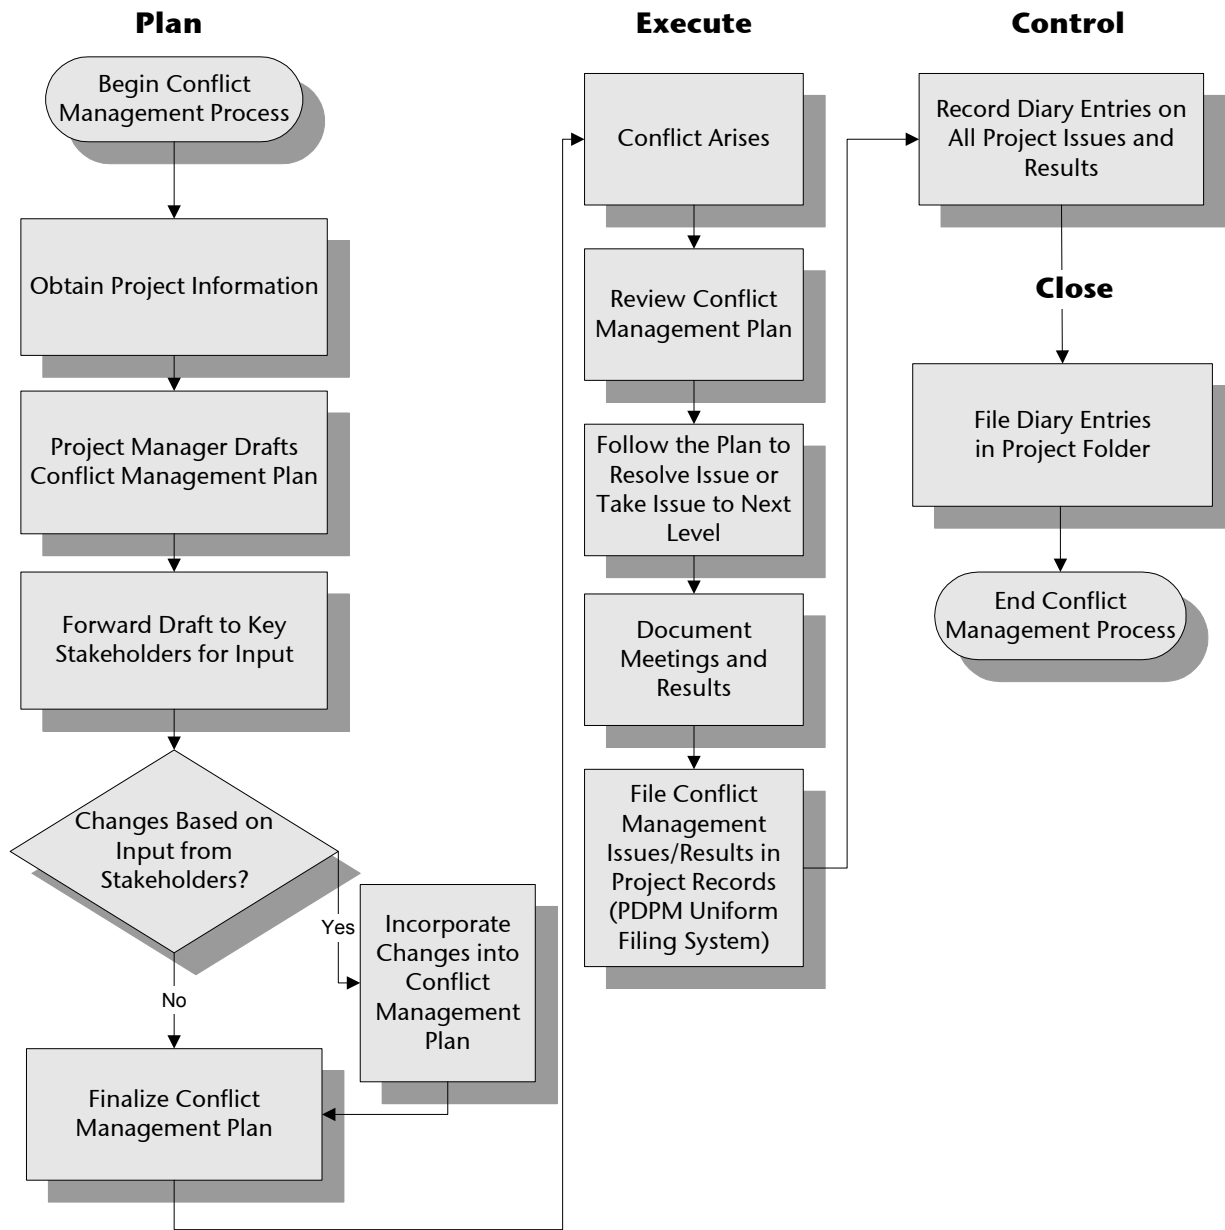 Plan
Begin Conflict
Management Process
Obtain Project Information
Project Manager Drafts
Conflict Management Plan
Forward Draft to Key
Stakeholders for Input
Changes Based on
Input from
Stakeholders?
Yes
No
Incorporate
Changes into
Conflict
Management
Plan
Finalize Conflict
Management Plan
Execute
Conflict Arises
Review Conflict
Management Plan
Follow the Plan to
Resolve Issue or
Take Issue to Next
Level
Document
Meetings and
Results
File Conflict
Management
Issues/Results in
Project Records
(PDPM Uniform
Filing System)
Control
Record Diary Entries on
All Project Issues and
Results
Close
File Diary Entries
in Project Folder
End Conflict
Management Process